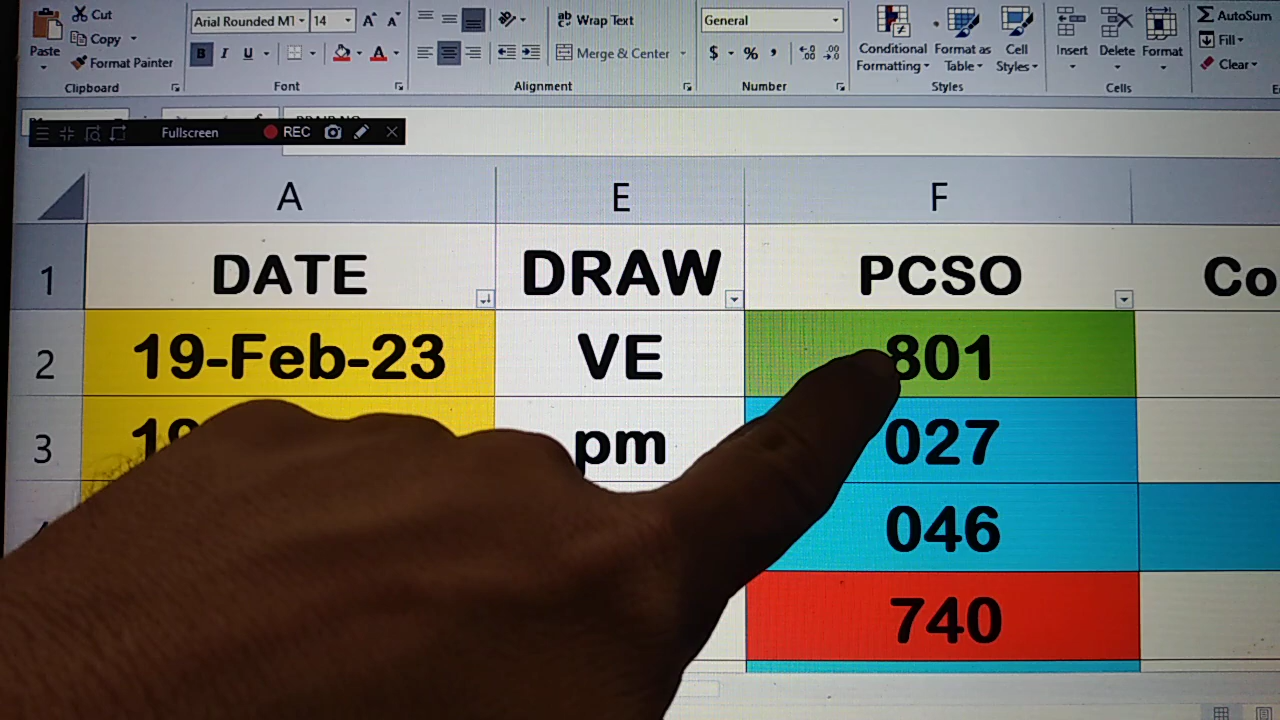 Cut
Arial Rounded MT 14 A A
Wrap Text
General
AutoSum
Paste
Copy
Format Painter
B I U A
Merge & Center
$ % ,
Conditional Formatting
Format as Table
Cell Styles
Insert Delete Format
Fill
Clear
Clipboard
Font
Alignment
Number
Styles
Cells
Fullscreen REC
A E F
1 DATE DRAW PCSO Co
2 19-Feb-23 VE 801
3 19 pm 027
046
740